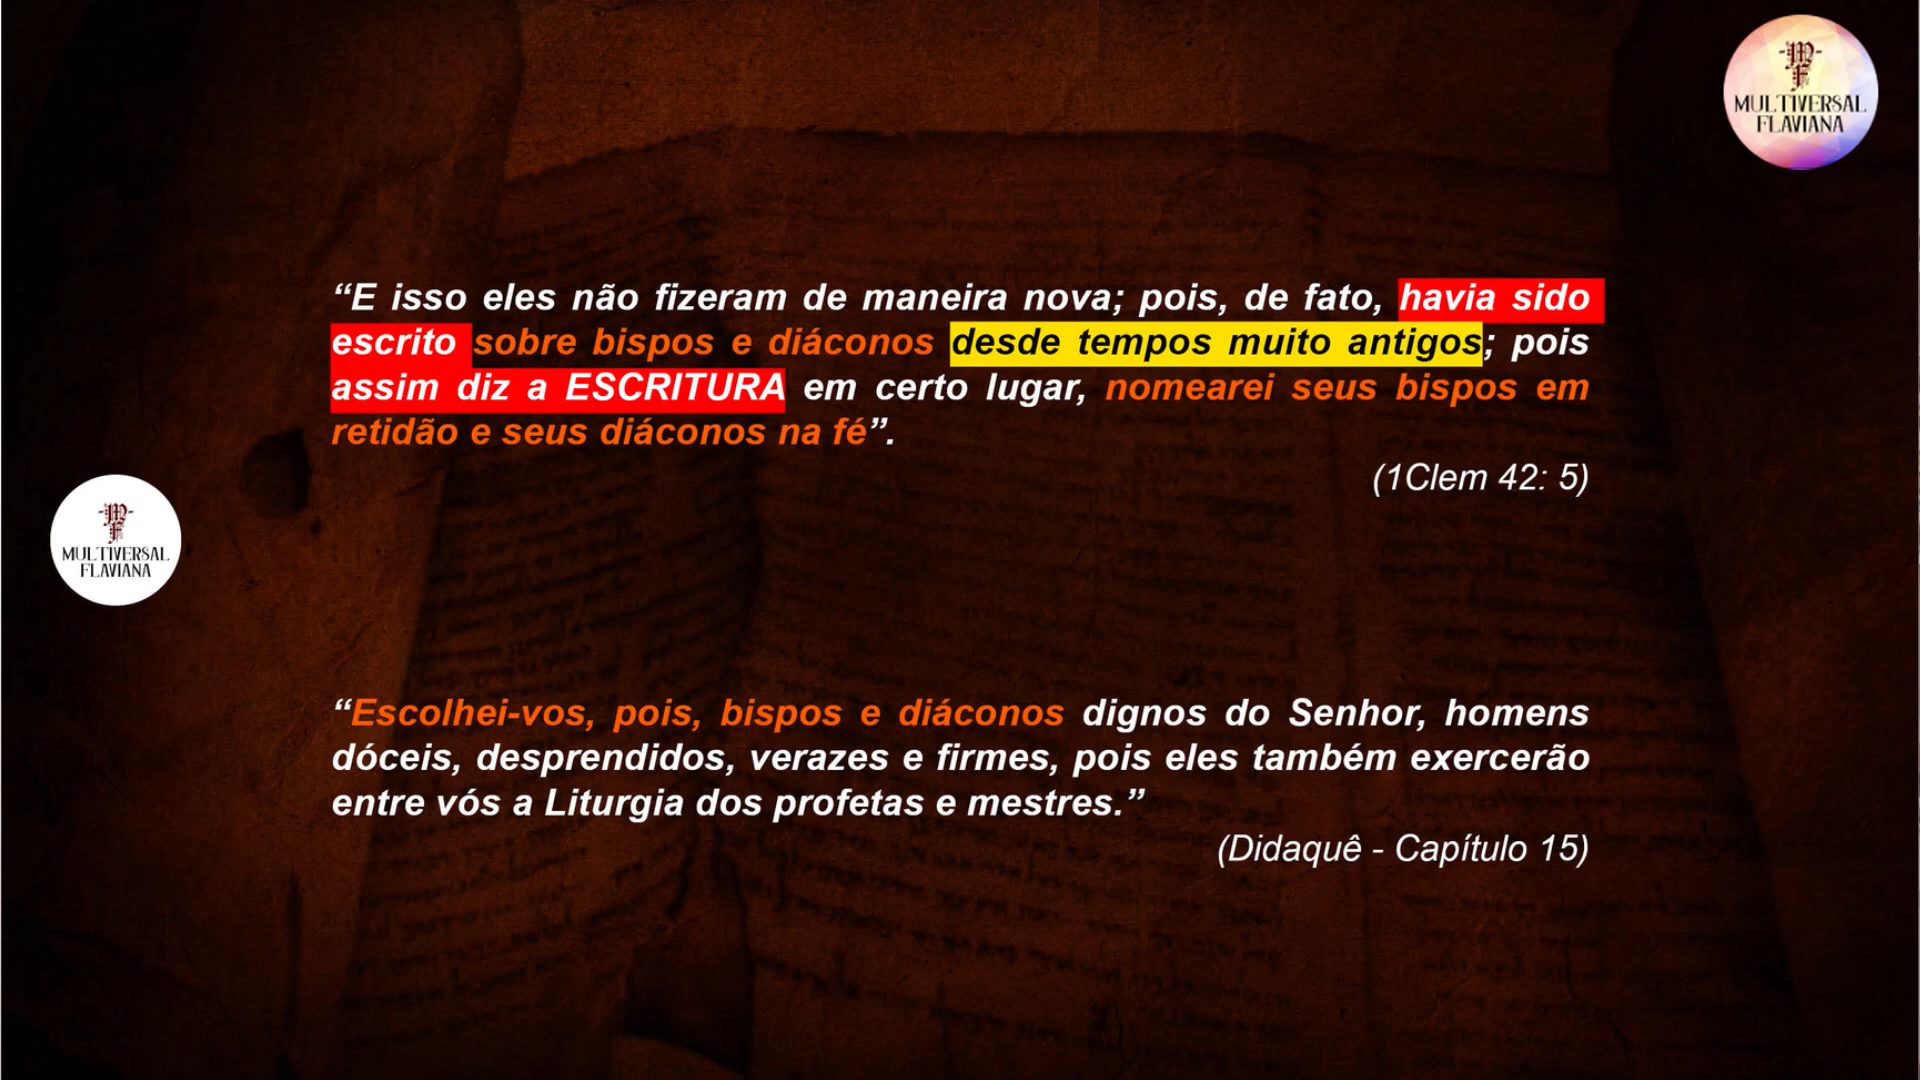 -M-
F
MULTIVERSAL
FLAVIANA
“E isso eles não fizeram de maneira nova; pois, de fato, havia sido
escrito sobre bispos e diáconos desde tempos muito antigos; pois
assim diz a ESCRITURA em certo lugar, nomearei seus bispos em
retidão e seus diáconos na fé”.
(1Clem 42: 5)
-M-
F
MULTIVERSAL
FLAVIANA
“Escolhei-vos, pois, bispos e diáconos dignos do Senhor, homens
dóceis, desprendidos, verazes e firmes, pois eles também exercerão
entre vós a Liturgia dos profetas e mestres.”
(Didaquê - Capítulo 15)